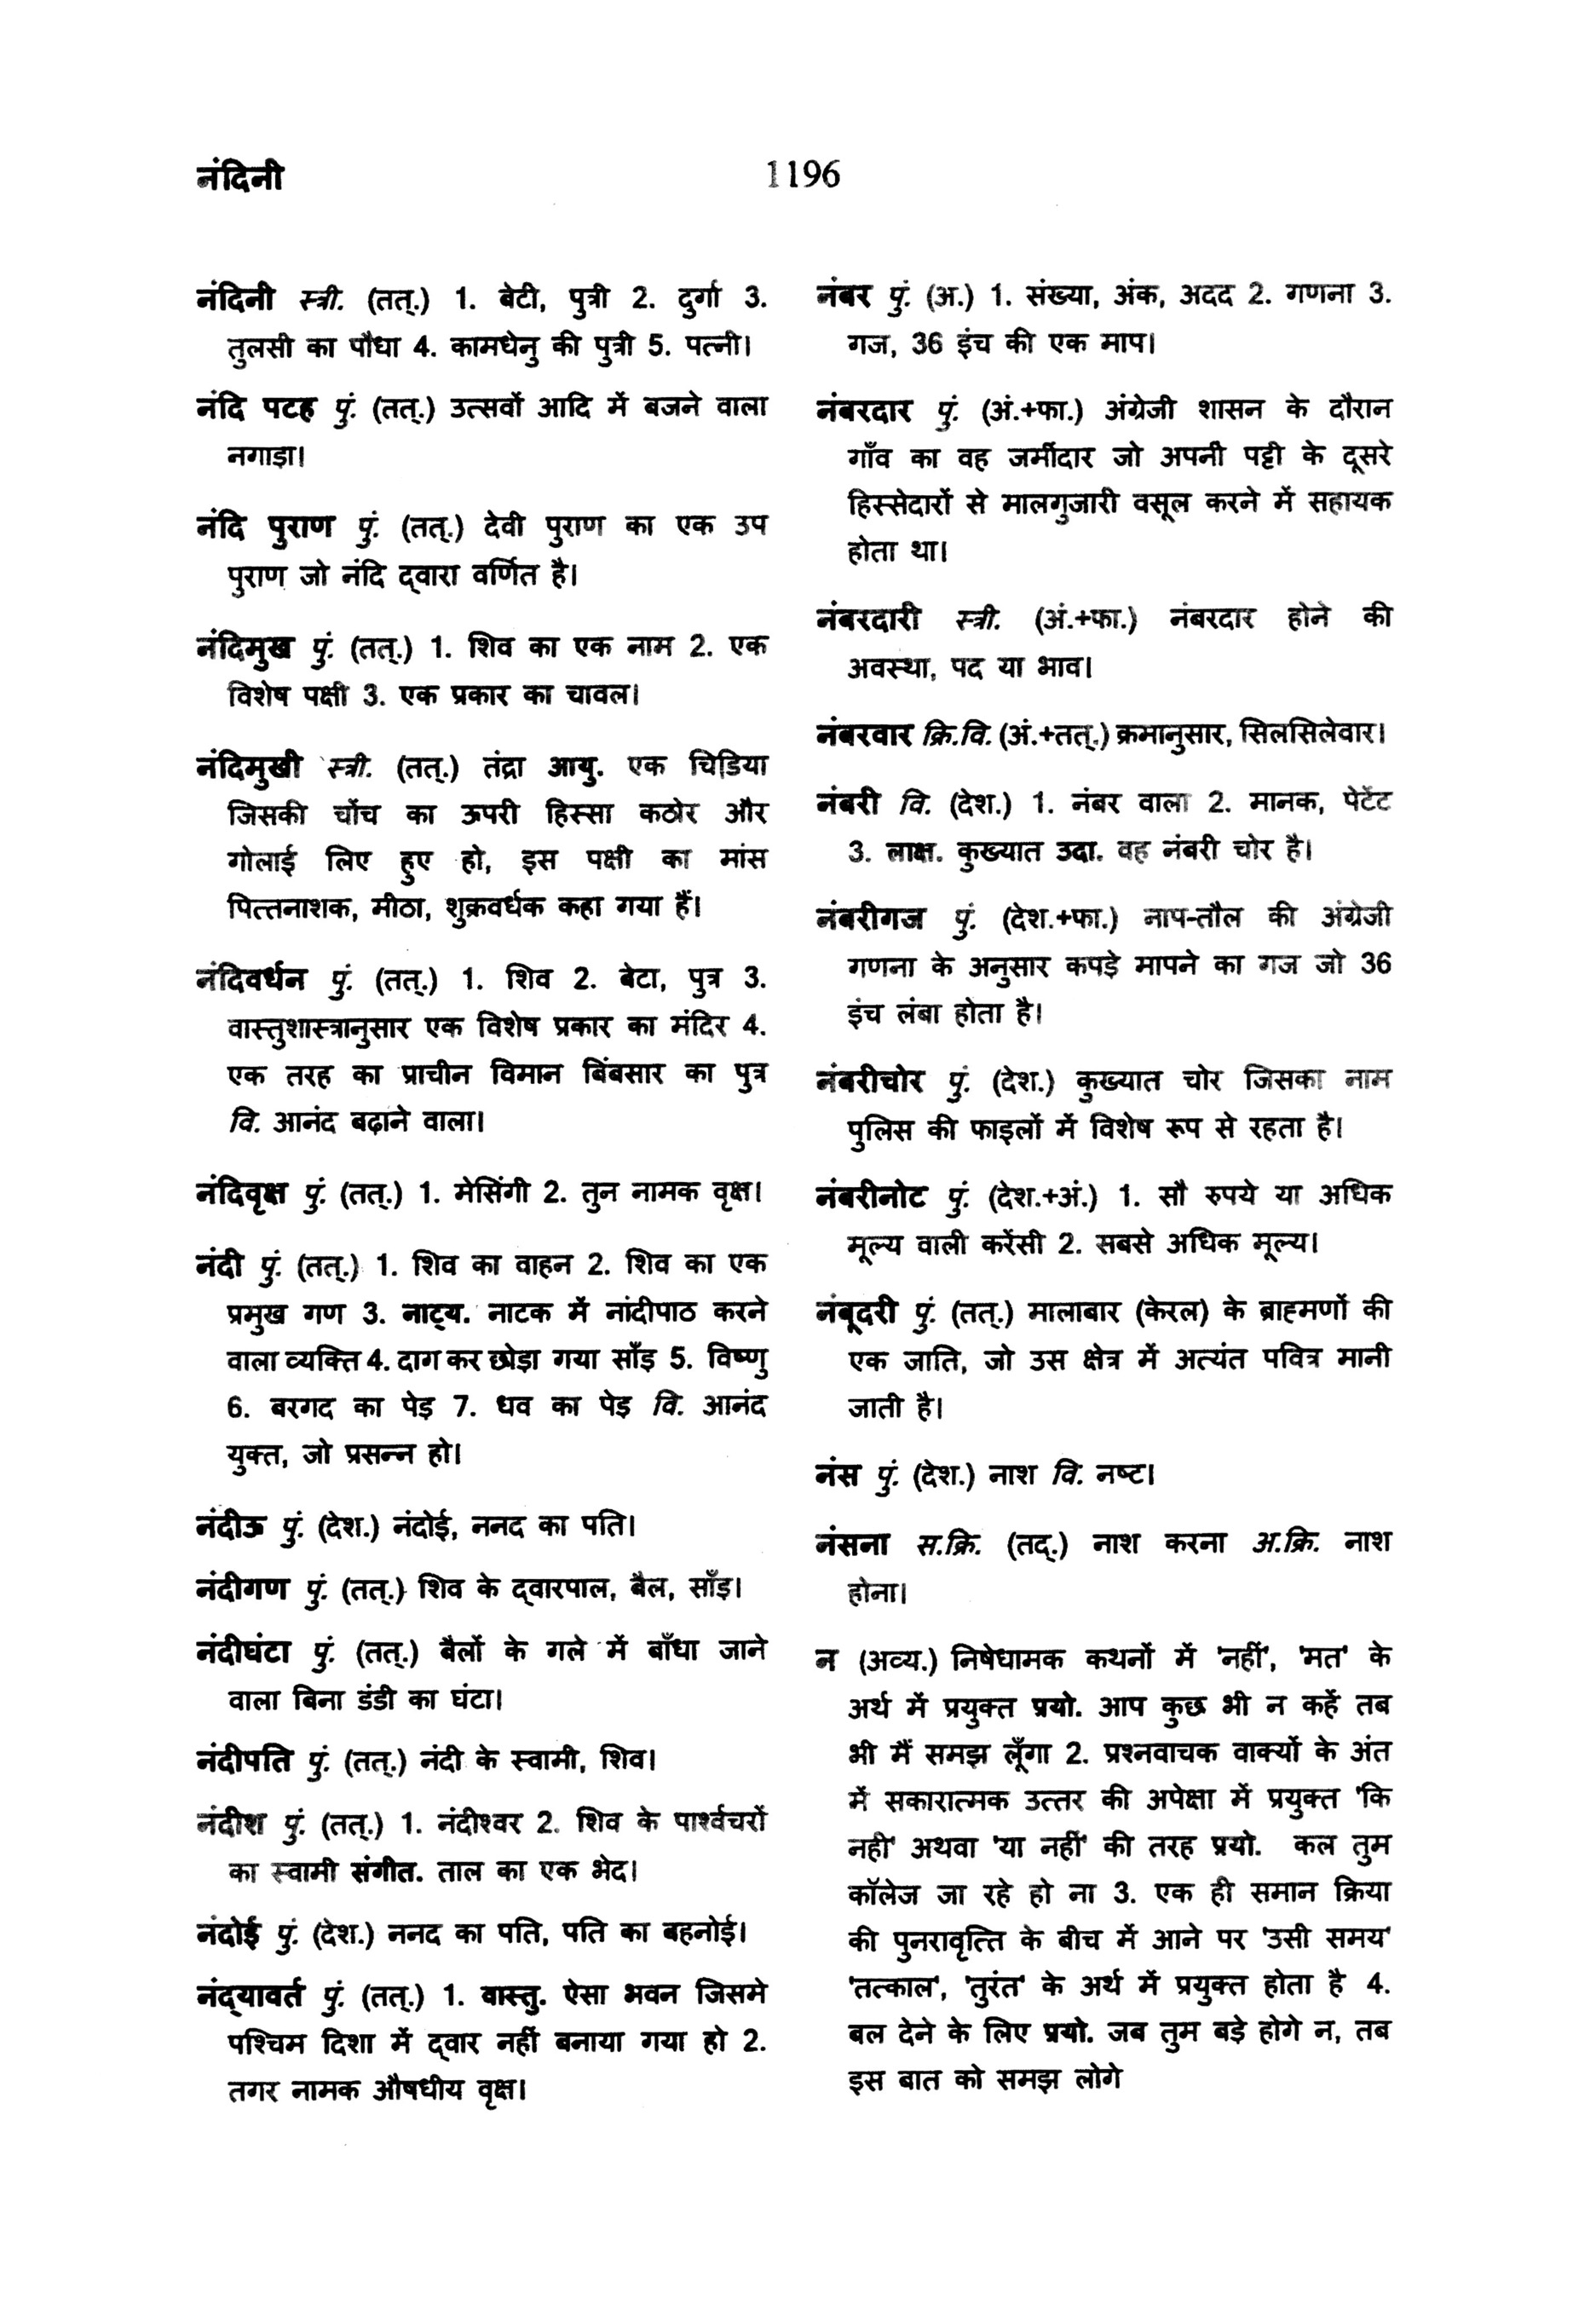 नंदिनी
1196
नंदिनी स्त्री. (तत्.) 1. बेटी, पुत्री 2. दुर्गा 3.
तुलसी का पौधा 4. कामधेनु की पुत्री 5. पत्नी।
नंदि पटह पुं. (तत्.) उत्सवों आदि में बजने वाला
नगाड़ा।
नंदि पुराण पुं. (तत्.) देवी पुराण का एक उप
पुराण जो नंदि द्वारा वर्णित है।
नंदिमुख पुं. (तत्.) 1. शिव का एक नाम 2. एक
विशेष पक्षी 3. एक प्रकार का चावल।
नंदिमुखी स्त्री. (तत्.) तंद्रा आयु. एक चिडिया
जिसकी चोंच का ऊपरी हिस्सा कठोर और
गोलाई लिए हुए हो, इस पक्षी का मांस
पित्तनाशक, मीठा, शुक्रवर्धक कहा गया हैं।
नंदिवर्धन पुं. (तत्.) 1. शिव 2. बेटा, पुत्र 3.
वास्तुशास्त्रानुसार एक विशेष प्रकार का मंदिर 4.
एक तरह का प्राचीन विमान बिंबसार का पुत्र
वि. आनंद बढ़ाने वाला।
नंदिवृक्ष पुं. (तत्.) 1. मेसिंगी 2. तुन नामक वृक्ष।
नंदी पुं. (तत्.) 1. शिव का वाहन 2. शिव का एक
प्रमुख गण 3. नाट्य. नाटक में नांदीपाठ करने
वाला व्यक्ति 4. दाग कर छोड़ा गया साँड़ 5. विष्णु
6. बरगद का पेड़ 7. धव का पेड़ वि. आनंद
युक्त, जो प्रसन्न हो।
नंदीऊ पुं. (देश.) नंदोई, ननद का पति।
नंदीगण पुं. (तत्.) शिव के द्वारपाल, बैल, साँड़।
नंदीघंटा पुं. (तत्.) बैलों के गले में बाँधा जाने
वाला बिना डंडी का घंटा।
नंदीपति पुं. (तत्.) नंदी के स्वामी, शिव।
नंदीश पुं. (तत्.) 1. नंदीश्वर 2. शिव के पार्श्वचरों
का स्वामी संगीत. ताल का एक भेद।
नंदोई पुं. (देश.) ननद का पति, पति का बहनोई।
नंद्यावर्त पुं. (तत्.) 1. वास्तु. ऐसा भवन जिसमे
पश्चिम दिशा में द्वार नहीं बनाया गया हो 2.
तगर नामक औषधीय वृक्ष।
नंबर पुं. (अ.) 1. संख्या, अंक, अदद 2. गणना 3.
गज, 36 इंच की एक माप।
नंबरदार पुं. (अं.+फा.) अंग्रेजी शासन के दौरान
गाँव का वह जमींदार जो अपनी पट्टी के दूसरे
हिस्सेदारों से मालगुजारी वसूल करने में सहायक
होता था।
नंबरदारी स्त्री. (अं.+फा.) नंबरदार होने की
अवस्था, पद या भाव।
नंबरवार क्रि.वि. (अं.+तत्.) क्रमानुसार, सिलसिलेवार।
नंबरी वि. (देश.) 1. नंबर वाला 2. मानक, पेटेंट
3. लाक्ष. कुख्यात उदा. वह नंबरी चोर है।
नंबरीगज पुं. (देश.+फा.) नाप-तौल की अंग्रेजी
गणना के अनुसार कपड़े मापने का गज जो 36
इंच लंबा होता है।
नंबरीचोर पुं. (देश.) कुख्यात चोर जिसका नाम
पुलिस की फाइलों में विशेष रूप से रहता है।
नंबरीनोट पुं. (देश.+अं.) 1. सौ रुपये या अधिक
मूल्य वाली करेंसी 2. सबसे अधिक मूल्य।
नंबूदरी पुं. (तत्.) मालाबार (केरल) के ब्राह्मणों की
एक जाति, जो उस क्षेत्र में अत्यंत पवित्र मानी
जाती है।
नंस पुं. (देश.) नाश वि. नष्ट।
नंसना स.क्रि. (तद्.) नाश करना अ.क्रि. नाश
होना।
न (अव्य.) निषेधामक कथनों में 'नहीं', 'मत' के
अर्थ में प्रयुक्त प्रयो. आप कुछ भी न कहें तब
भी मैं समझ लूँगा 2. प्रश्नवाचक वाक्यों के अंत
में सकारात्मक उत्तर की अपेक्षा में प्रयुक्त 'कि
नही' अथवा 'या नहीं' की तरह प्रयो. कल तुम
कॉलेज जा रहे हो ना 3. एक ही समान क्रिया
की पुनरावृत्ति के बीच में आने पर 'उसी समय'
'तत्काल', 'तुरंत' के अर्थ में प्रयुक्त होता है 4.
बल देने के लिए प्रयो. जब तुम बड़े होगे न, तब
इस बात को समझ लोगे